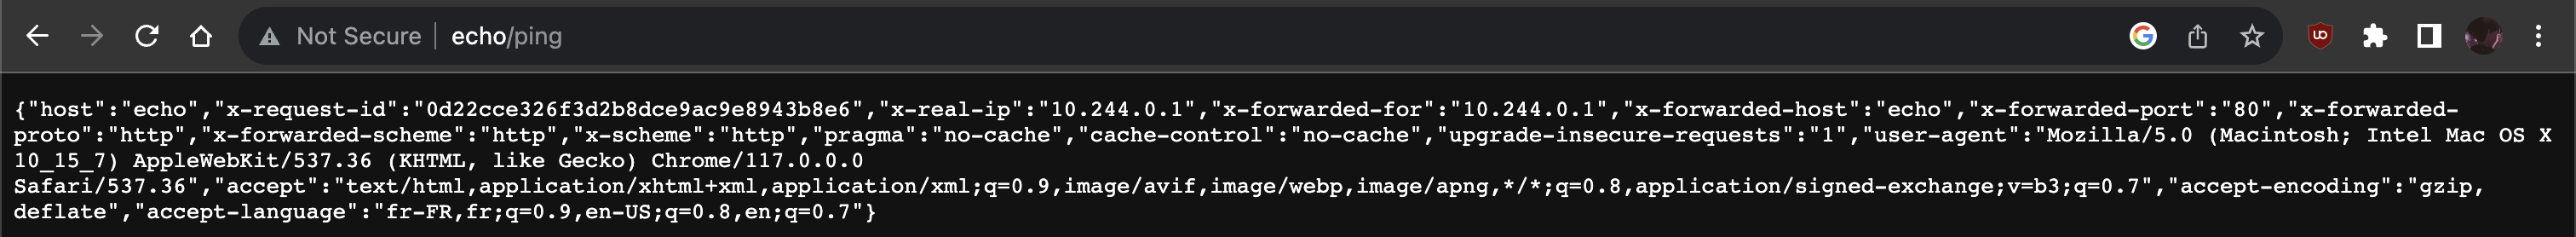 Not Secure echo/ping
{"host":"echo","x-request-id":"0d22cce326f3d2b8dce9ac9e8943b8e6","x-real-ip":"10.244.0.1","x-forwarded-for":"10.244.0.1","x-forwarded-host":"echo","x-forwarded-port":"80","x-forwarded-
proto":"http","x-forwarded-scheme":"http","x-scheme":"http","pragma":"no-cache","cache-control":"no-cache","upgrade-insecure-requests":"1","user-agent":"Mozilla/5.0 (Macintosh; Intel Mac OS X
10_15_7) AppleWebKit/537.36 (KHTML, like Gecko) Chrome/117.0.0.0
Safari/537.36","accept":"text/html,application/xhtml+xml,application/xml;q=0.9,image/avif,image/webp,image/apng,*/*;q=0.8,application/signed-exchange;v=b3;q=0.7","accept-encoding":"gzip,
deflate","accept-language":"fr-FR,fr;q=0.9,en-US;q=0.8,en;q=0.7"}